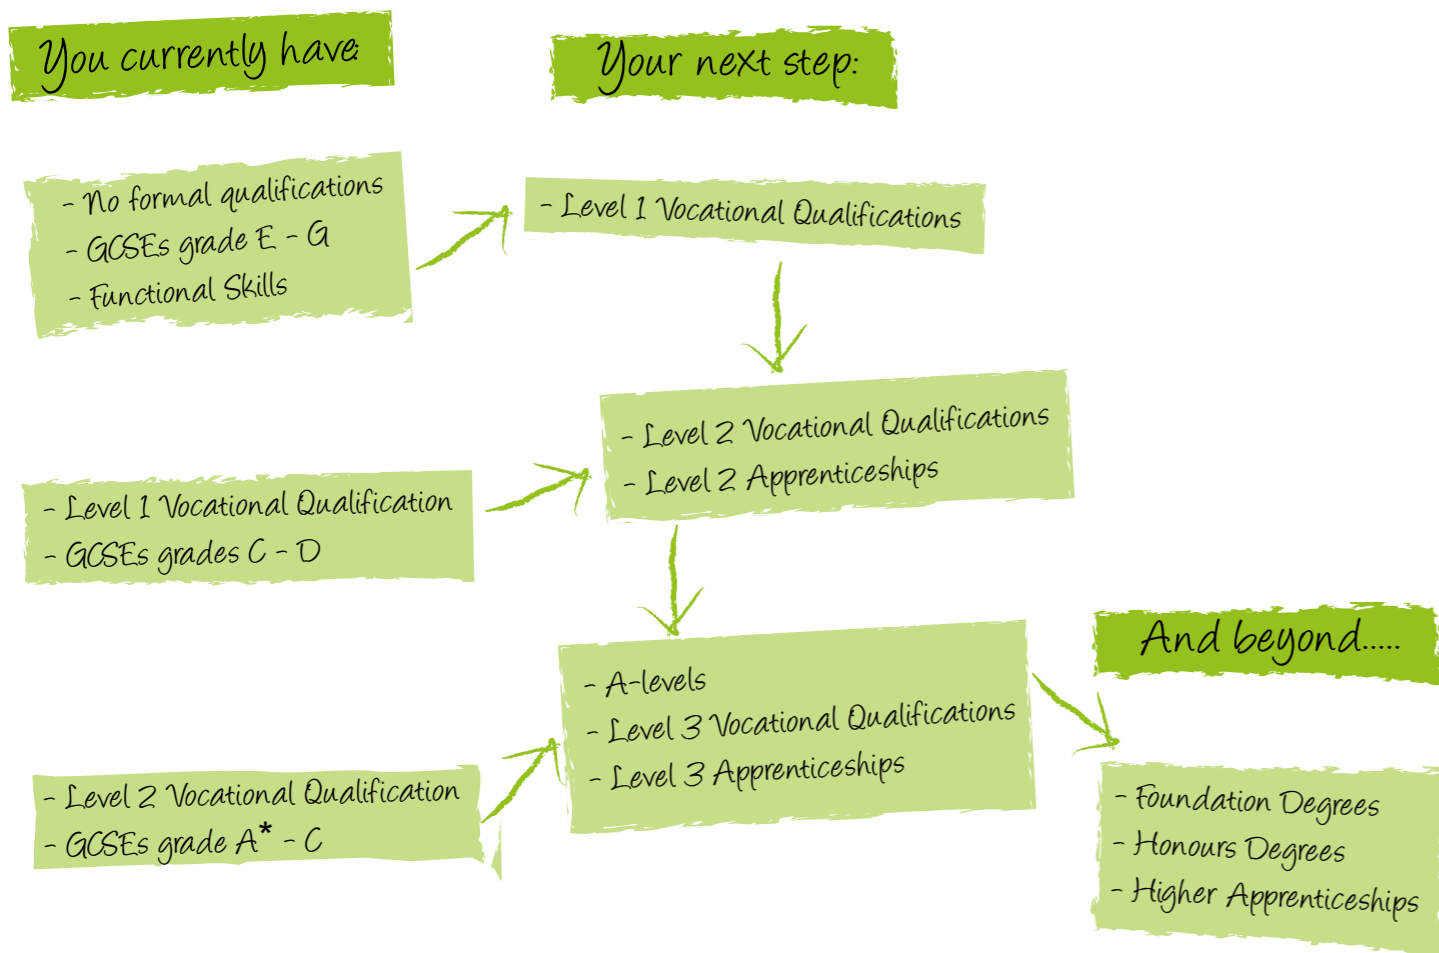 You currently have:
Your next step:
- No formal qualifications
- GCSEs grade E - G
- Functional Skills
- Level 1 Vocational Qualifications
- Level 2 Vocational Qualifications
- Level 2 Apprenticeships
- Level 1 Vocational Qualification
- GCSEs grades C - D
And beyond.....
- A-levels
- Level 3 Vocational Qualifications
- Level 3 Apprenticeships
- Level 2 Vocational Qualification
- GCSEs grade A* - C
- Foundation Degrees
- Honours Degrees
- Higher Apprenticeships